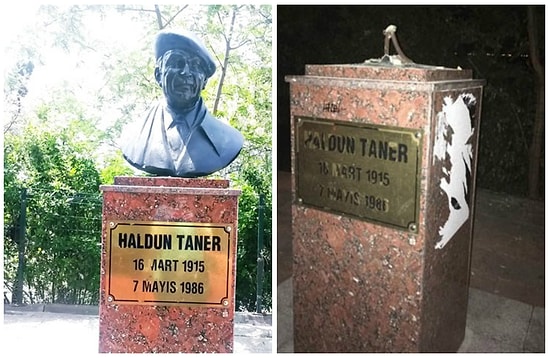 HALDUN TANER
16 MART 1915
7 MAYIS 1986
HALDUN TANER
16 MART 1915
7 MAYIS 1986